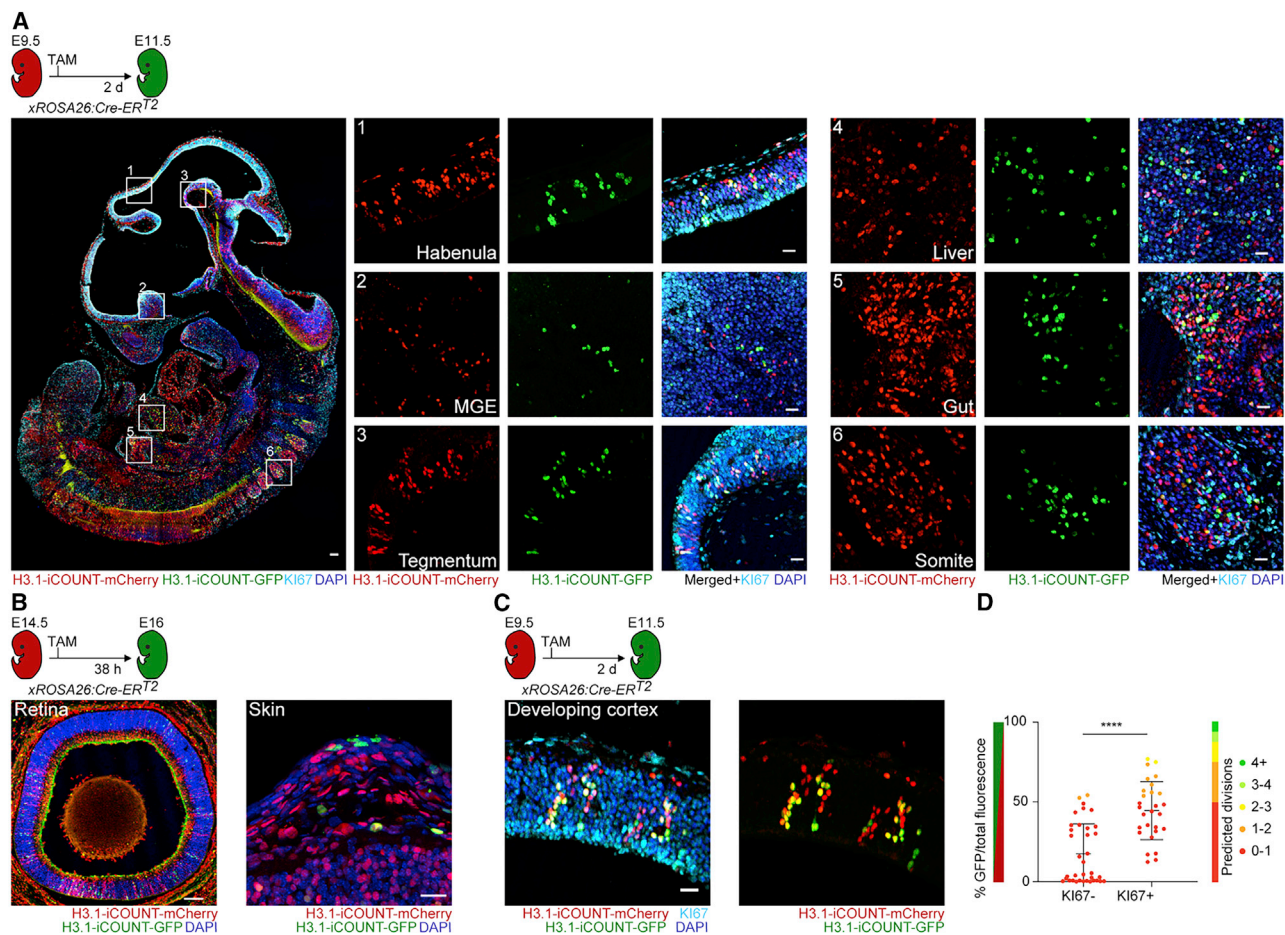 A
E9.5
E11.5
TAM
2 d
xROSA26:Cre-ER^T2
1
2
3
4
5
6
H3.1-iCOUNT-mCherry H3.1-iCOUNT-GFP KI67 DAPI
1
Habenula
2
MGE
3
Tegmentum
H3.1-iCOUNT-mCherry
H3.1-iCOUNT-GFP
Merged+KI67 DAPI
4
Liver
5
Gut
6
Somite
H3.1-iCOUNT-mCherry
H3.1-iCOUNT-GFP
Merged+KI67 DAPI
B
E14.5
E16
TAM
38 h
xROSA26:Cre-ER^T2
Retina
H3.1-iCOUNT-mCherry
H3.1-iCOUNT-GFP DAPI
Skin
H3.1-iCOUNT-mCherry
H3.1-iCOUNT-GFP DAPI
C
E9.5
E11.5
TAM
2 d
xROSA26:Cre-ER^T2
Developing cortex
H3.1-iCOUNT-mCherry KI67
H3.1-iCOUNT-GFP DAPI
H3.1-iCOUNT-mCherry
H3.1-iCOUNT-GFP
D
% GFP/total fluorescence
100
50
0
****
KI67-
KI67+
Predicted divisions
4+
3-4
2-3
1-2
0-1